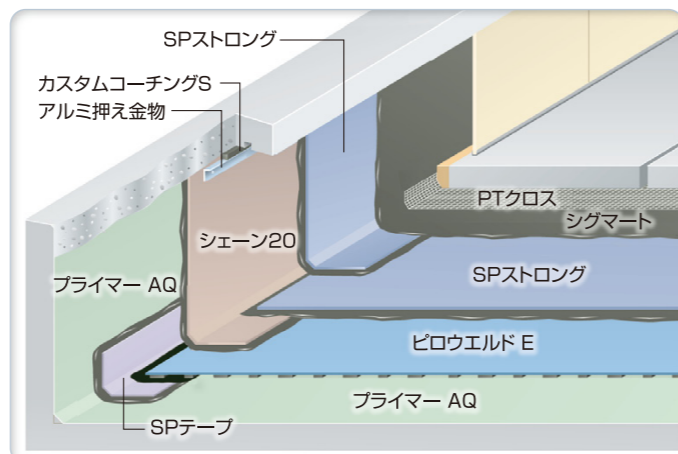 SPストロング
カスタムコーチングS
アルミ押え金物
PTクロス
シグマート
シェーン20
SPストロング
プライマー AQ
ピロウエルド E
プライマー AQ
SPテープ